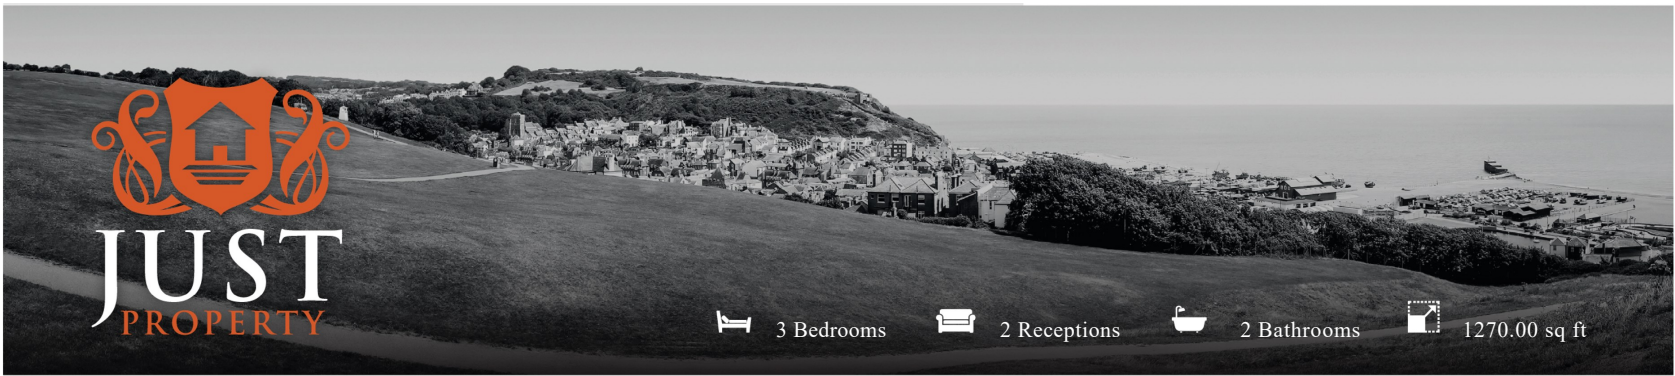 JUST
PROPERTY
3 Bedrooms
2 Receptions
2 Bathrooms
1270.00 sq ft